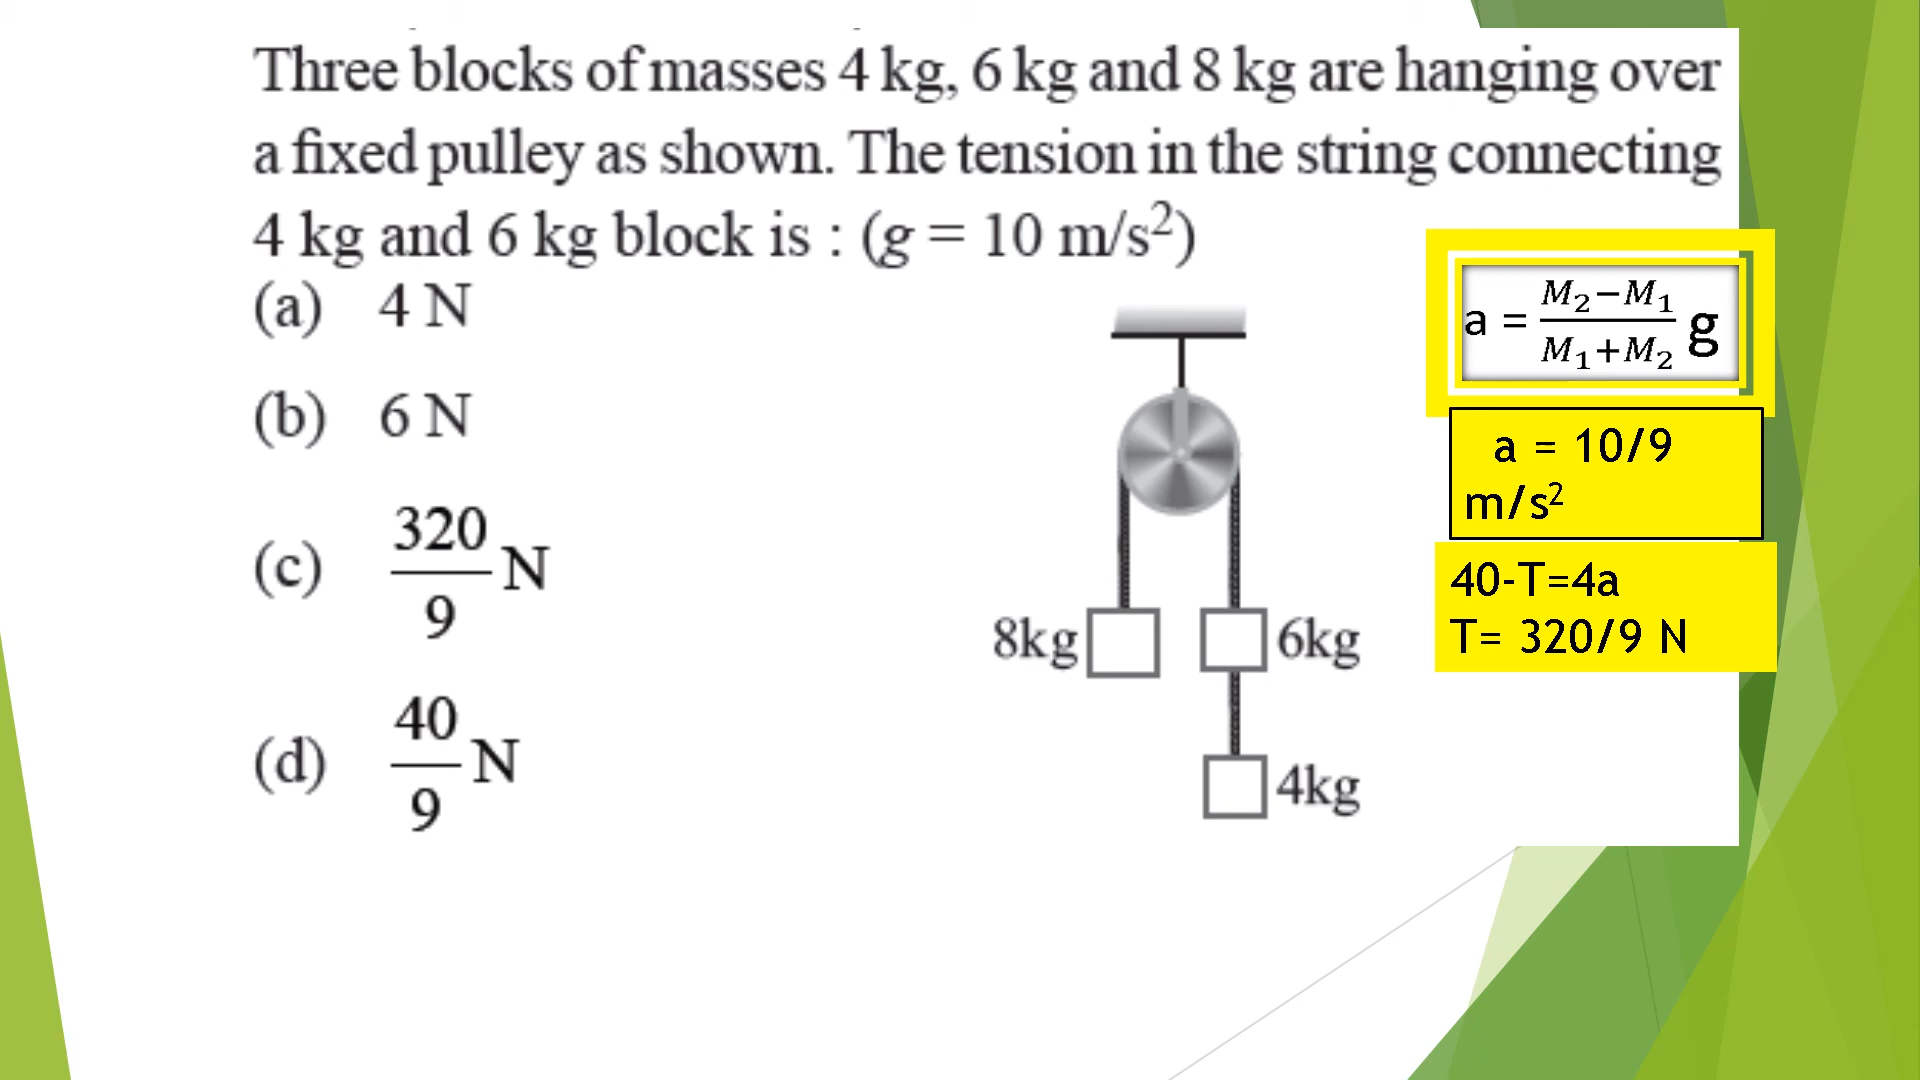 Three blocks of masses 4 kg, 6 kg and 8 kg are hanging over
a fixed pulley as shown. The tension in the string connecting
4 kg and 6 kg block is : (g = 10 m/s²)
(a) 4 N
(b) 6 N
(c) 320/9 N
(d) 40/9 N
8kg
6kg
4kg
a = (M₂−M₁)/(M₁+M₂) g
a = 10/9
m/s²
40-T=4a
T= 320/9 N